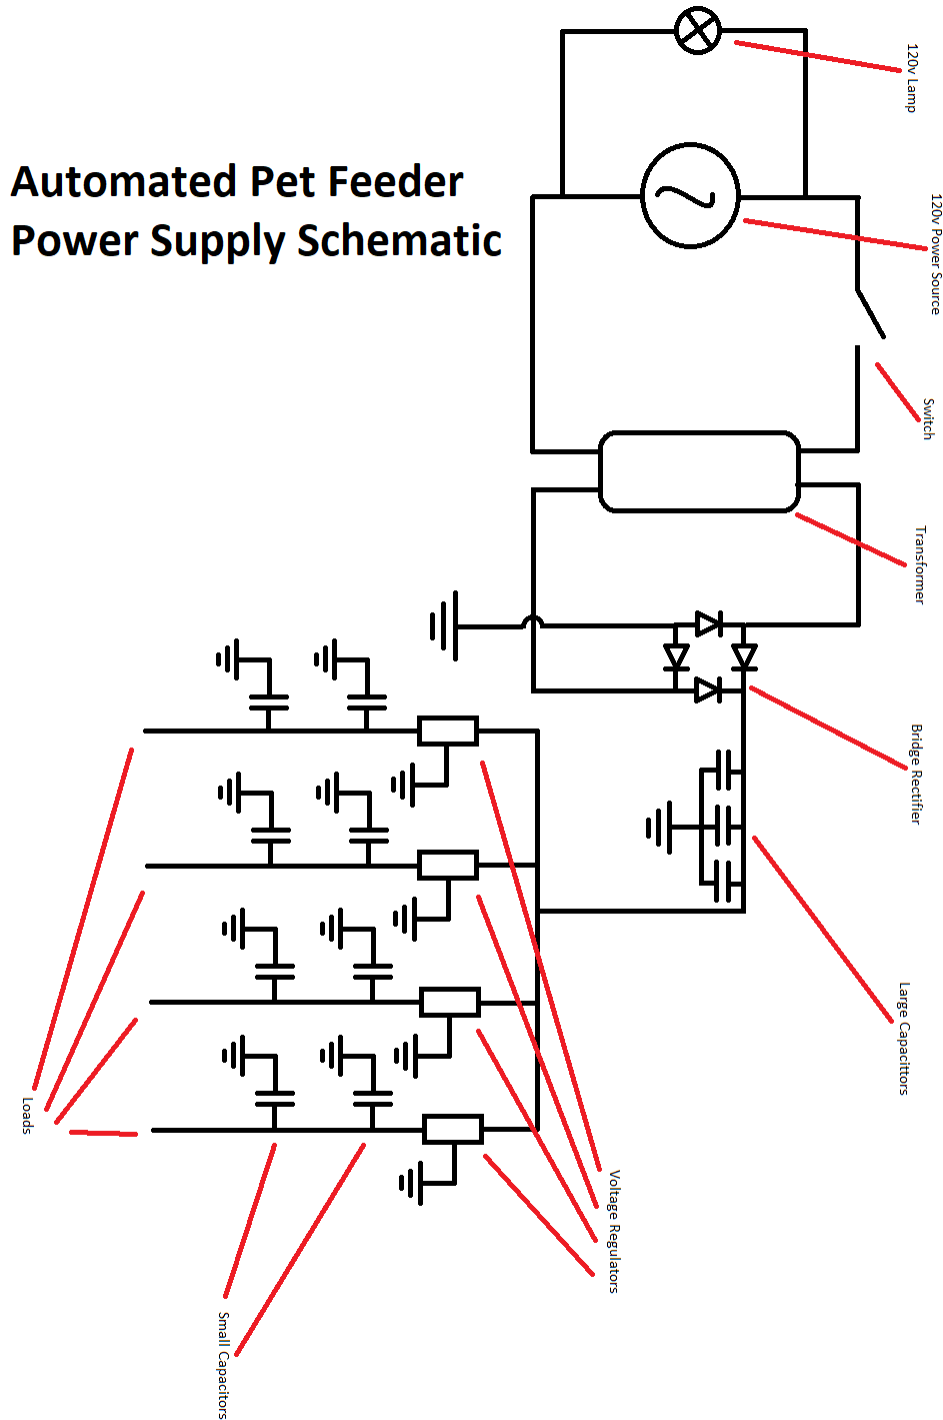 Automated Pet Feeder
Power Supply Schematic
120v Lamp
120v Power Source
Switch
Transformer
Bridge Rectifier
Large Capacittors
Voltage Regulators
Small Capacitors
Loads